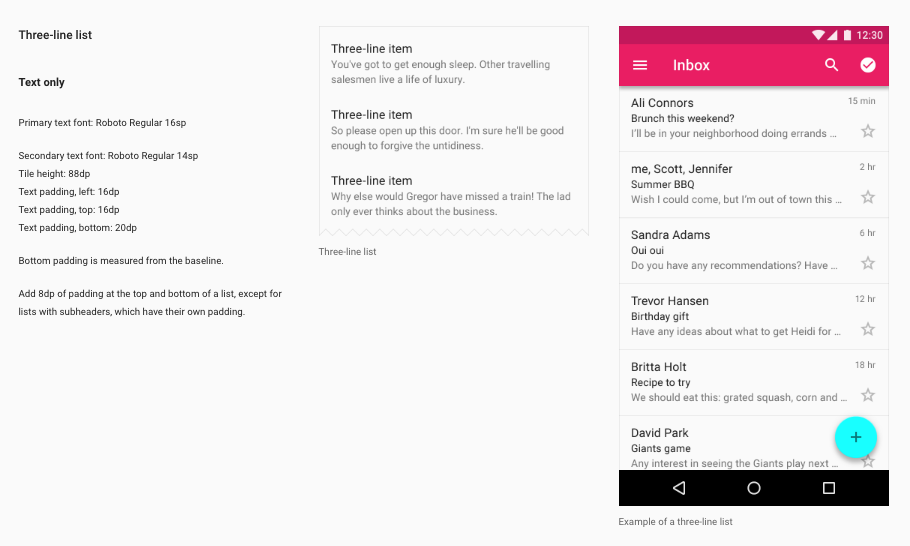 Three-line list
Text only
Primary text font: Roboto Regular 16sp
Secondary text font: Roboto Regular 14sp
Tile height: 88dp
Text padding, left: 16dp
Text padding, top: 16dp
Text padding, bottom: 20dp
Bottom padding is measured from the baseline.
Add 8dp of padding at the top and bottom of a list, except for
lists with subheaders, which have their own padding.
Three-line item
You've got to get enough sleep. Other travelling
salesmen live a life of luxury.
Three-line item
So please open up this door. I'm sure he'll be good
enough to forgive the untidiness.
Three-line item
Why else would Gregor have missed a train! The lad
only ever thinks about the business.
Three-line list
12:30
Inbox
Ali Connors
15 min
Brunch this weekend?
I'll be in your neighborhood doing errands ...
me, Scott, Jennifer
2 hr
Summer BBQ
Wish I could come, but I'm out of town this ...
Sandra Adams
6 hr
Oui oui
Do you have any recommendations? Have ...
Trevor Hansen
12 hr
Birthday gift
Have any ideas about what to get Heidi for ...
Britta Holt
18 hr
Recipe to try
We should eat this: grated squash, corn and ...
David Park
Giants game
Any interest in seeing the Giants play next ...
Example of a three-line list